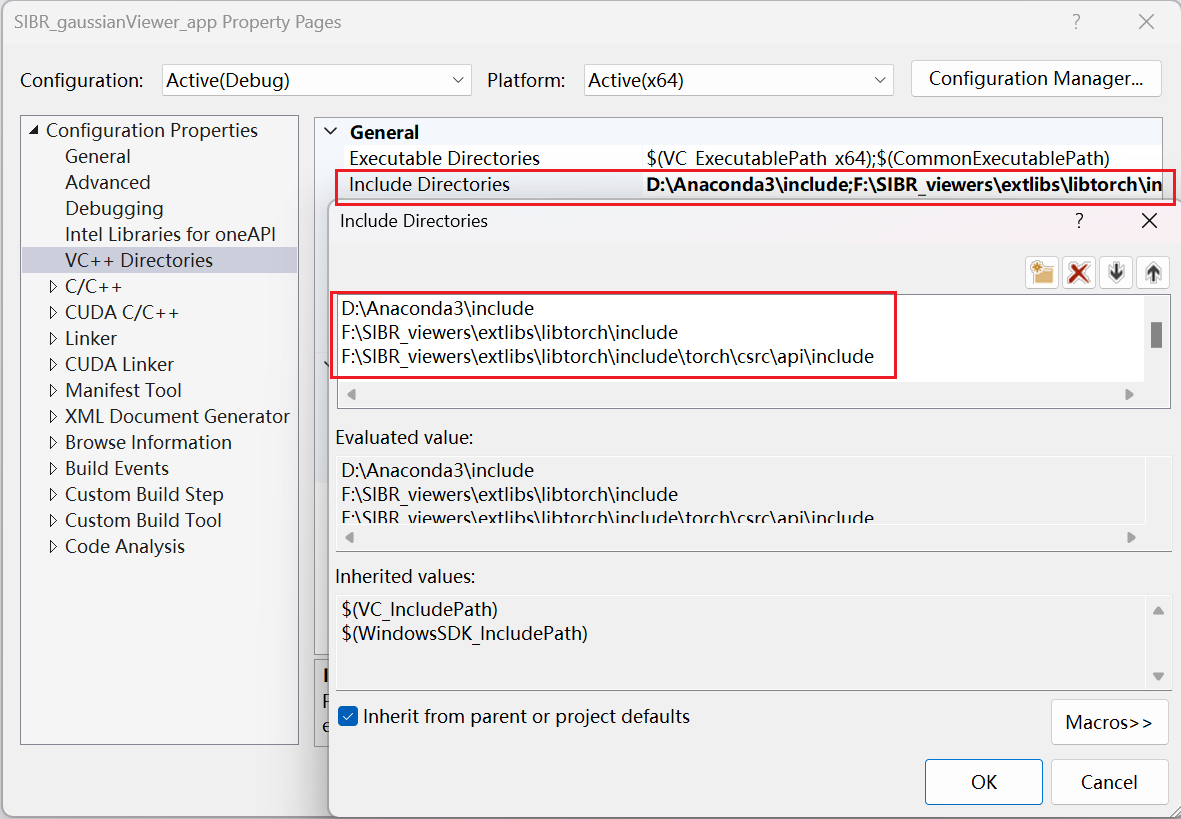 SIBR_gaussianViewer_app Property Pages
?
Configuration: Active(Debug) Platform: Active(x64) Configuration Manager...
Configuration Properties
General
Advanced
Debugging
Intel Libraries for oneAPI
VC++ Directories
C/C++
CUDA C/C++
Linker
CUDA Linker
Manifest Tool
XML Document Generator
Browse Information
Build Events
Custom Build Step
Custom Build Tool
Code Analysis
General
Executable Directories $(VC_ExecutablePath_x64);$(CommonExecutablePath)
Include Directories D:\Anaconda3\include;F:\SIBR_viewers\extlibs\libtorch\in
Include Directories
?
D:\Anaconda3\include
F:\SIBR_viewers\extlibs\libtorch\include
F:\SIBR_viewers\extlibs\libtorch\include\torch\csrc\api\include
Evaluated value:
D:\Anaconda3\include
F:\SIBR_viewers\extlibs\libtorch\include
F:\SIBR_viewers\extlibs\libtorch\include\torch\csrc\api\include
Inherited values:
$(VC_IncludePath)
$(WindowsSDK_IncludePath)
Inherit from parent or project defaults
Macros>>
OK
Cancel